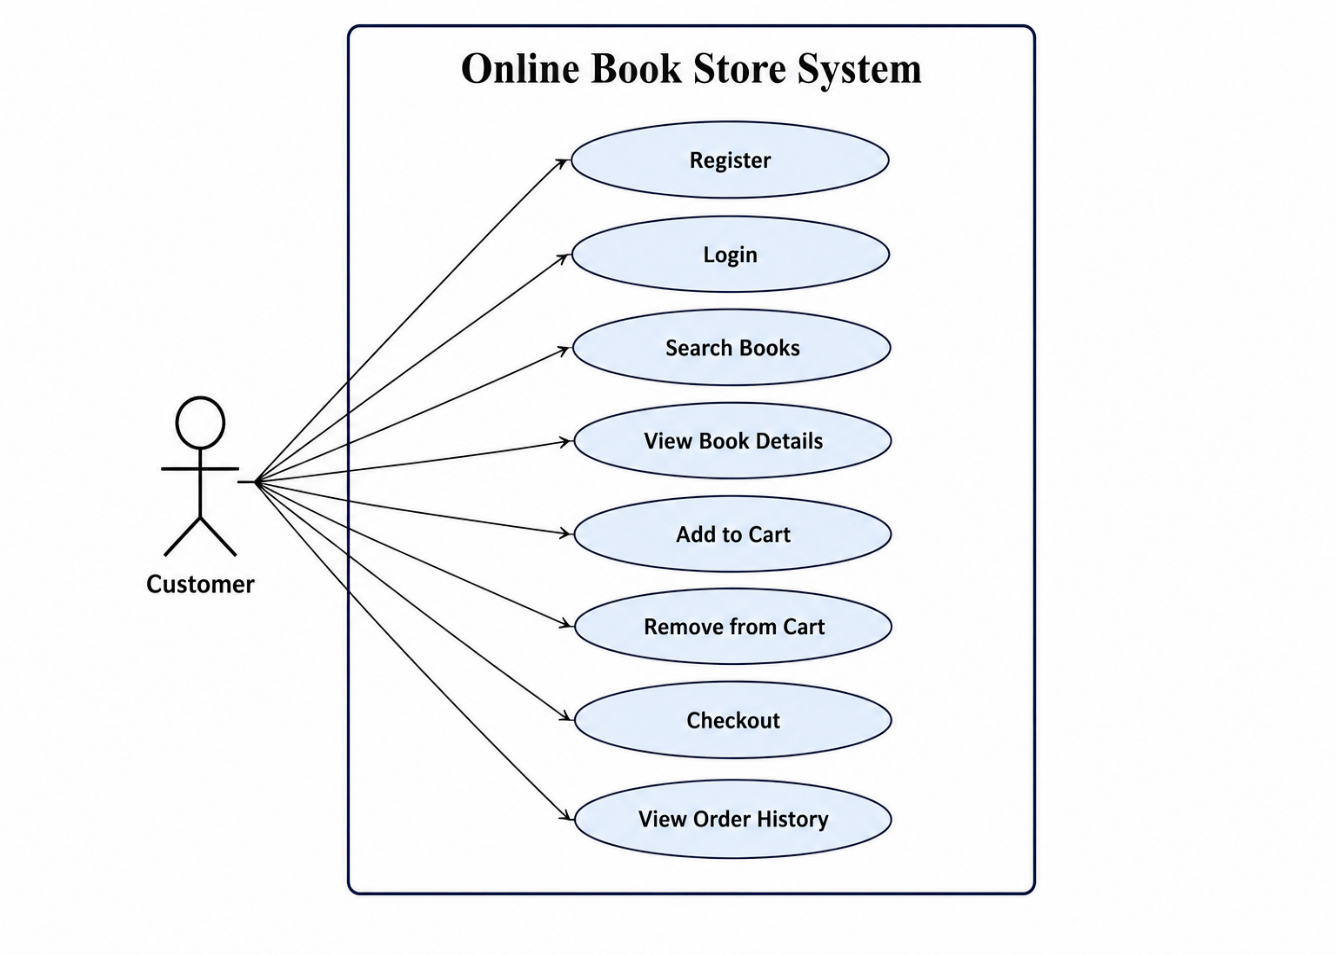 Online Book Store System
Register
Login
Search Books
View Book Details
Add to Cart
Remove from Cart
Checkout
View Order History
Customer